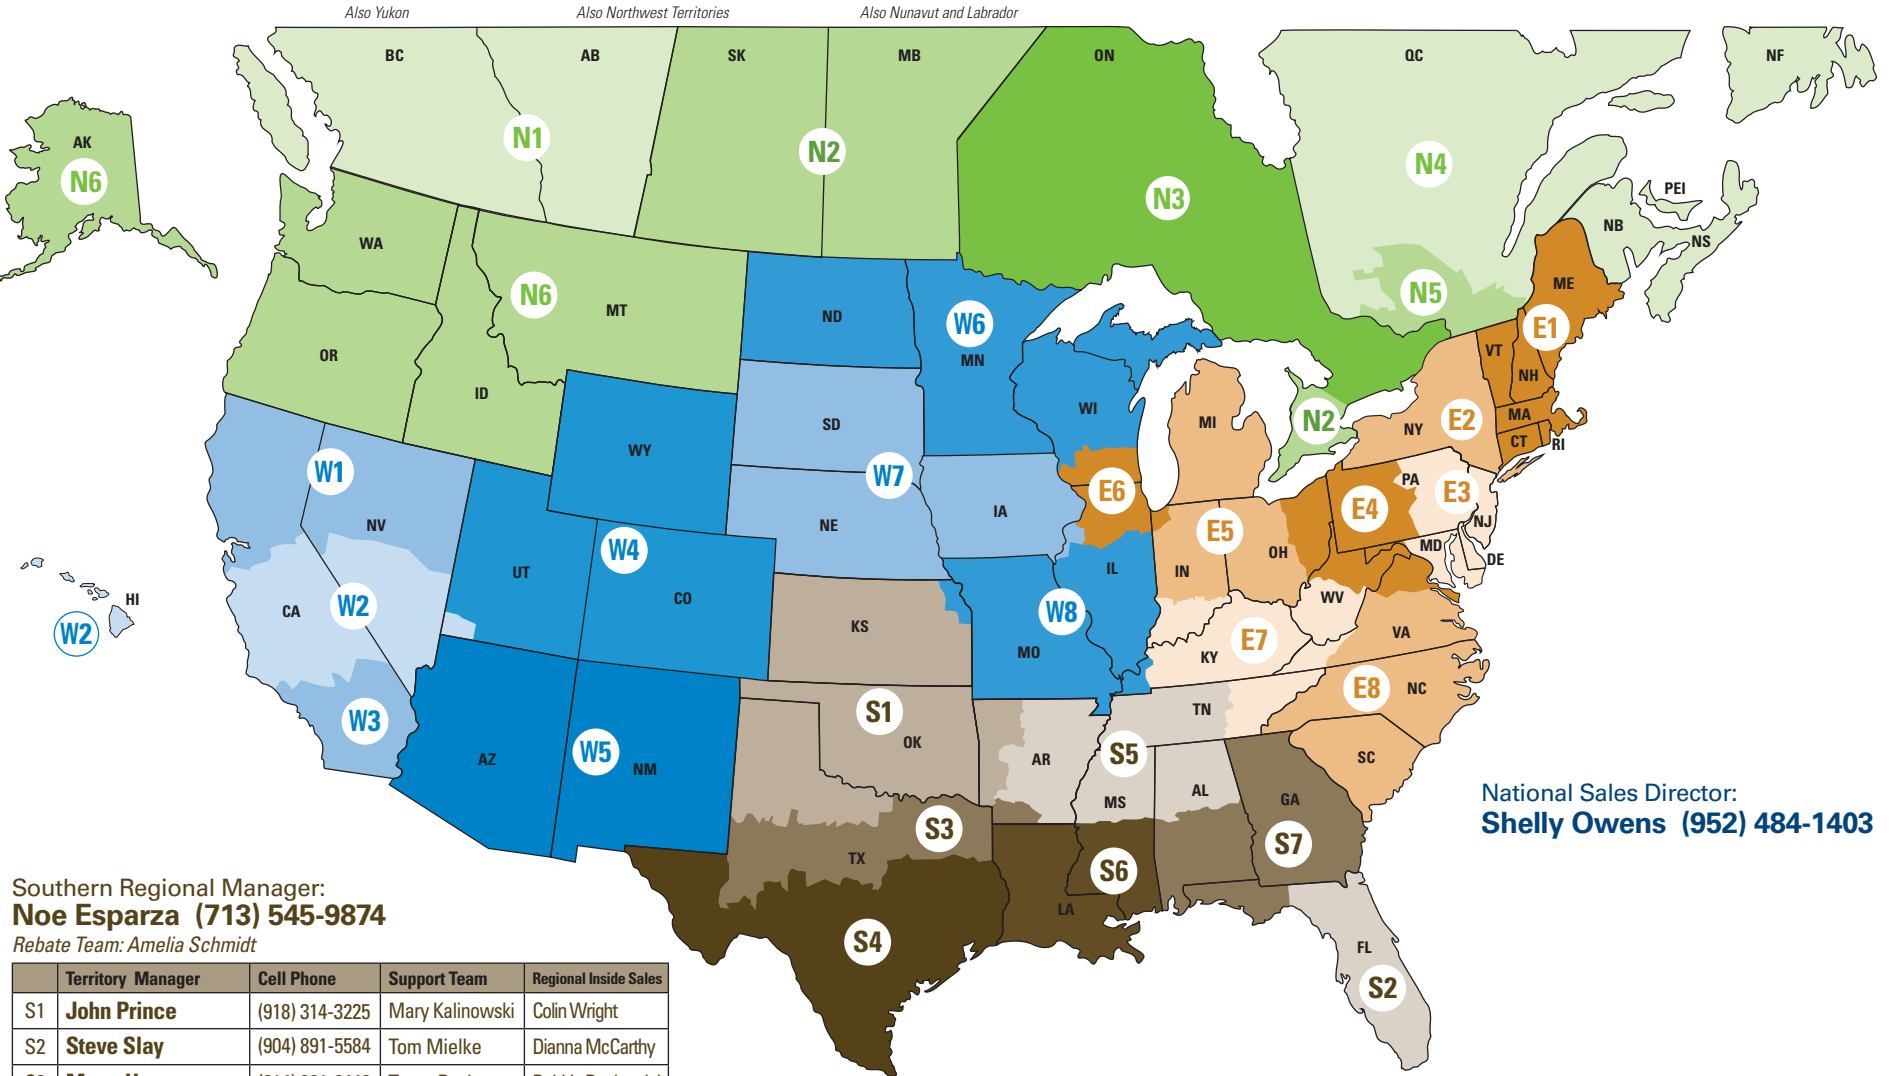 Also Yukon
Also Northwest Territories
Also Nunavut and Labrador
BC
AB
SK
MB
ON
QC
NF
AK
N6
N1
N2
N3
N4
PEI
NB
NS
WA
N6
MT
OR
ID
ND
W6
MN
N5
ME
E1
VT
NH
MA
CT
RI
WI
MI
N2
NY
E2
SD
WY
W1
W7
E6
PA
E3
NV
NE
IA
E5
E4
NJ
OH
MD
DE
W4
UT
CO
IL
IN
HI
W2
CA
W2
W8
WV
KS
MO
KY
E7
VA
W3
S1
OK
TN
E8
NC
AZ
W5
NM
AR
S5
SC
MS
AL
GA
S3
TX
S7
S6
LA
S4
FL
S2
National Sales Director:
Shelly Owens (952) 484-1403
Southern Regional Manager:
Noe Esparza (713) 545-9874
Rebate Team: Amelia Schmidt
Territory Manager Cell Phone Support Team Regional Inside Sales
S1 John Prince (918) 314-3225 Mary Kalinowski Colin Wright
S2 Steve Slay (904) 891-5584 Tom Mielke Dianna McCarthy